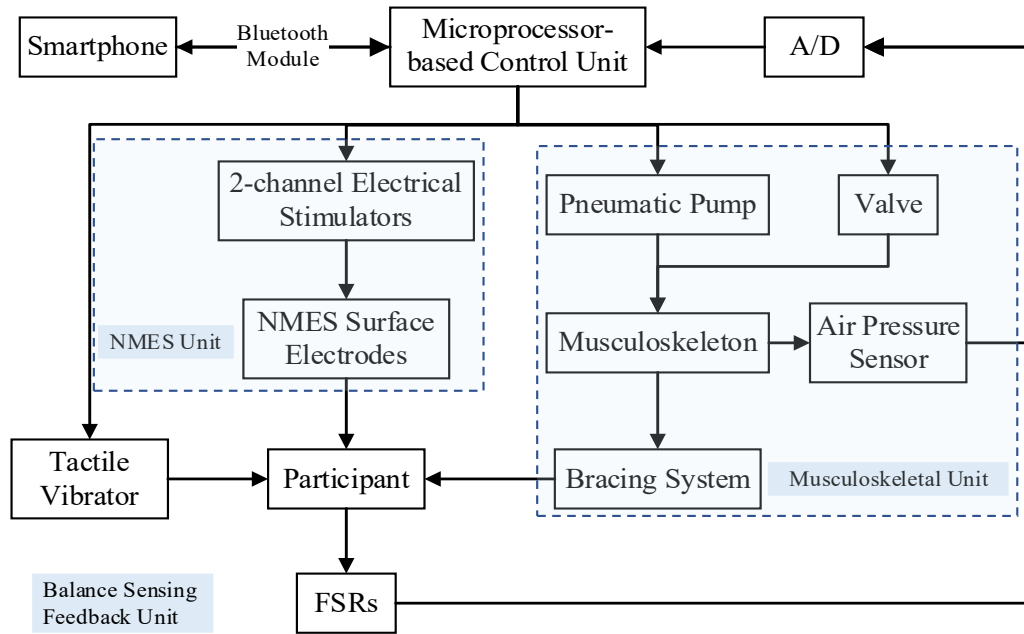 Smartphone
Bluetooth
Module
Microprocessor-
based Control Unit
A/D
2-channel Electrical
Stimulators
Pneumatic Pump
Valve
NMES Unit
NMES Surface
Electrodes
Musculoskeleton
Air Pressure
Sensor
Tactile
Vibrator
Participant
Bracing System
Musculoskeletal Unit
Balance Sensing
Feedback Unit
FSRs